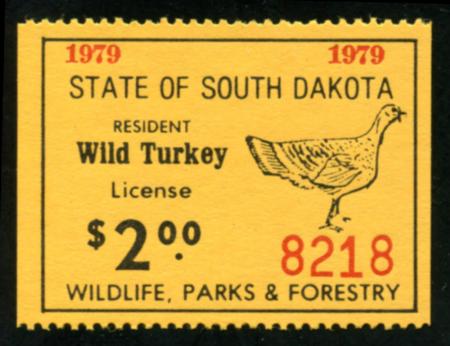 1979 1979
STATE OF SOUTH DAKOTA
RESIDENT
Wild Turkey
License
$2.00
8218
WILDLIFE, PARKS & FORESTRY